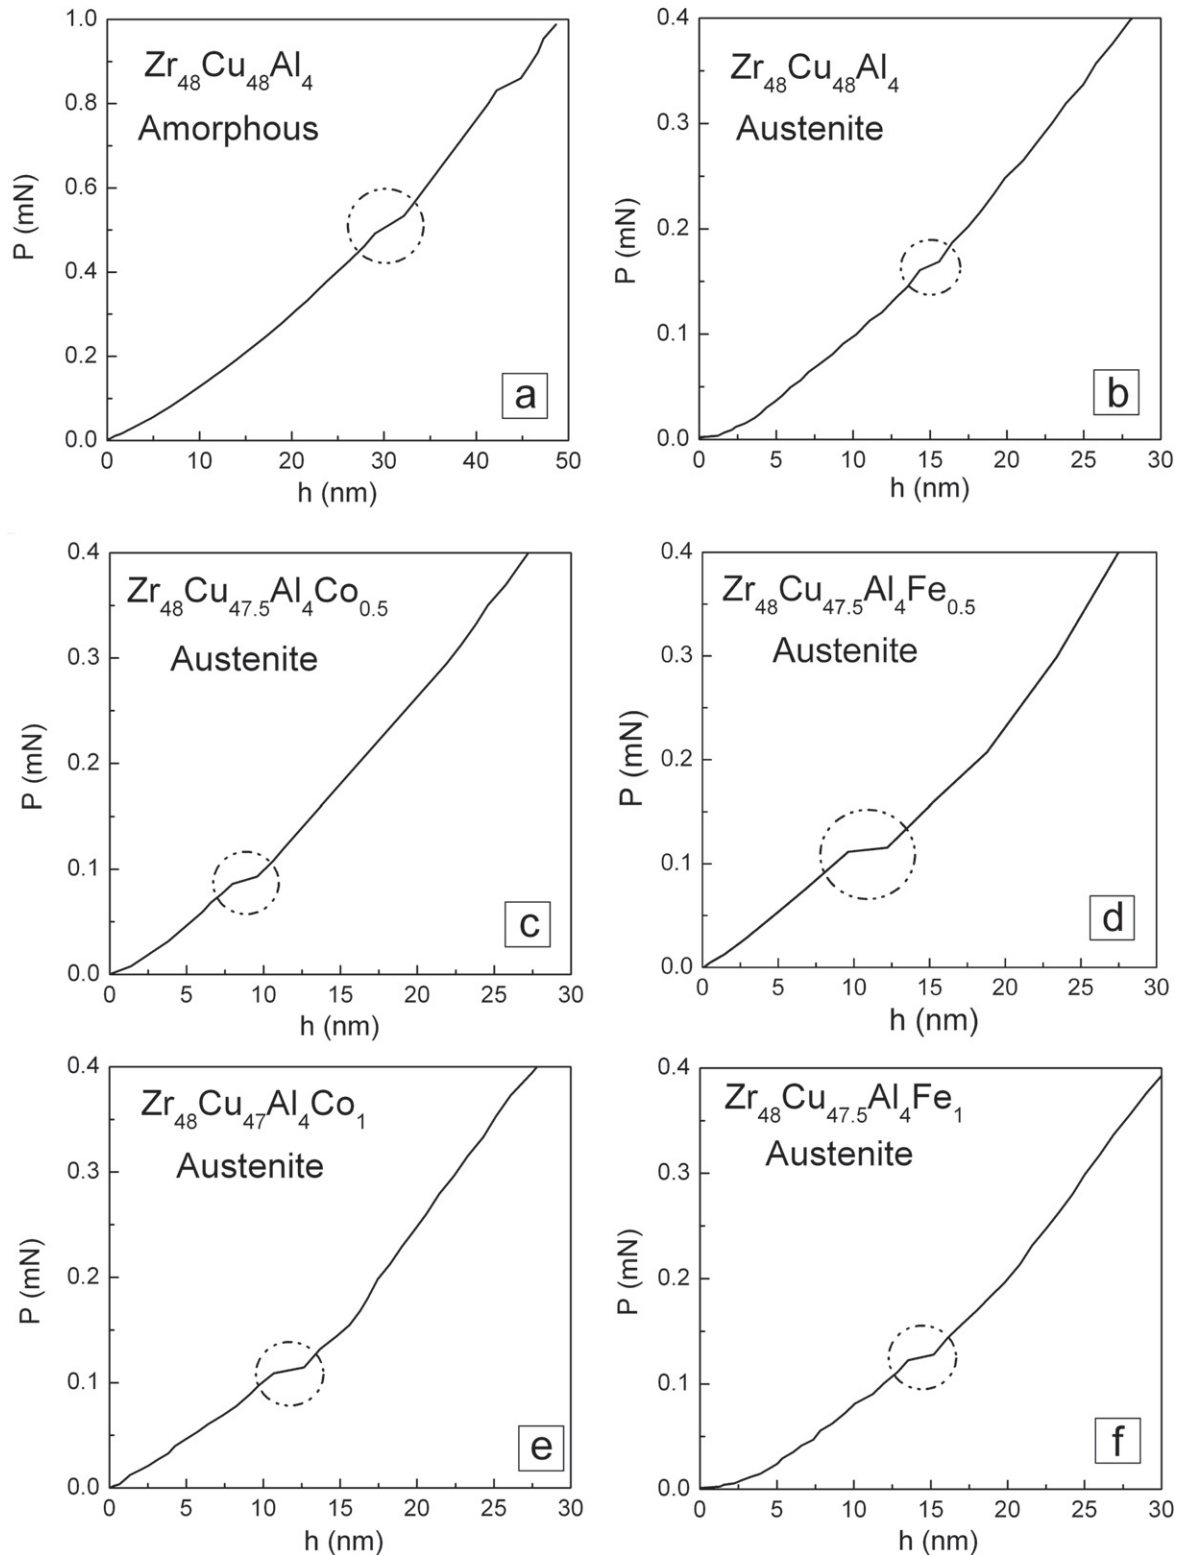 1.0
0.8
0.6
0.4
0.2
0.0
P (mN)
Zr48Cu48Al4
Amorphous
a
0 10 20 30 40 50
h (nm)
0.4
0.3
0.2
0.1
0.0
P (mN)
Zr48Cu48Al4
Austenite
b
0 5 10 15 20 25 30
h (nm)
0.4
0.3
0.2
0.1
0.0
P (mN)
Zr48Cu47.5Al4Co0.5
Austenite
c
0 5 10 15 20 25 30
h (nm)
0.4
0.3
0.2
0.1
0.0
P (mN)
Zr48Cu47.5Al4Fe0.5
Austenite
d
0 5 10 15 20 25 30
h (nm)
0.4
0.3
0.2
0.1
0.0
P (mN)
Zr48Cu47Al4Co1
Austenite
e
0 5 10 15 20 25 30
h (nm)
0.4
0.3
0.2
0.1
0.0
P (mN)
Zr48Cu47.5Al4Fe1
Austenite
f
0 5 10 15 20 25 30
h (nm)